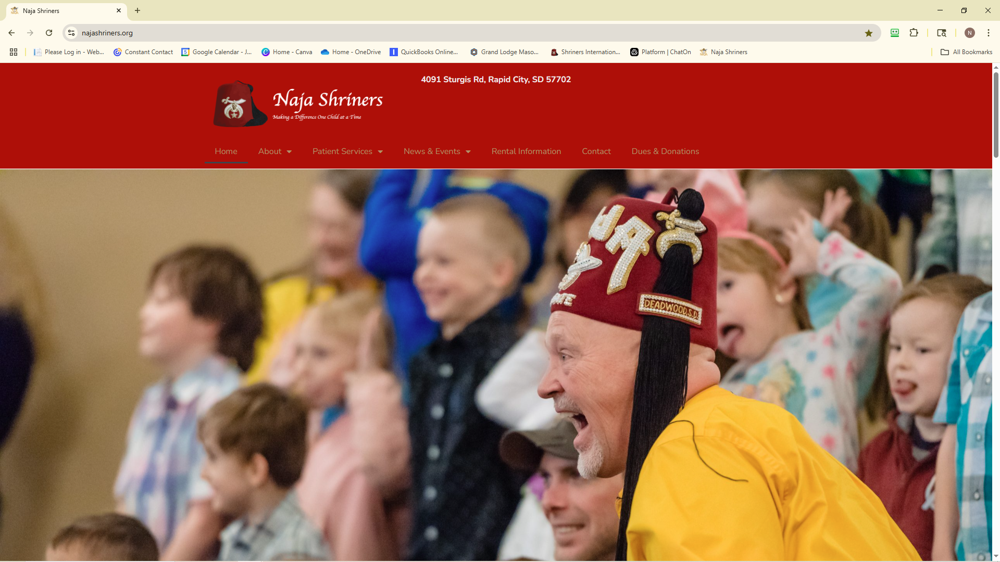 Naja Shriners
najashriners.org
Please Log in - Web...
Constant Contact
Google Calendar - J...
Home - Canva
Home - OneDrive
QuickBooks Online...
Grand Lodge Maso...
Shriners Internation...
Platform | ChatOn
Naja Shriners
All Bookmarks
N
5
4091 Sturgis Rd, Rapid City, SD 57702
Naja Shriners
Making a Difference One Child at a Time
Home
About
Patient Services
News & Events
Rental Information
Contact
Dues & Donations
DEADWOOD, S.D.